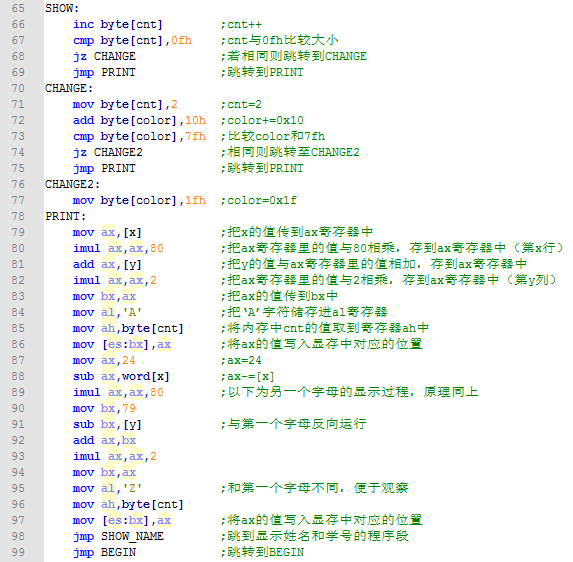 65 SHOW:
66     inc byte[cnt]        ;cnt++
67     cmp byte[cnt],0fh    ;cnt与0fh比较大小
68     jz CHANGE            ;若相同则跳转到CHANGE
69     jmp PRINT            ;跳转到PRINT
70 CHANGE:
71     mov byte[cnt],2      ;cnt=2
72     add byte[color],10h  ;color+=0x10
73     cmp byte[color],7fh  ;比较color和7fh
74     jz CHANGE2           ;相同则跳转至CHANGE2
75     jmp PRINT            ;跳转到PRINT
76 CHANGE2:
77     mov byte[color],1fh  ;color=0x1f
78 PRINT:
79     mov ax,[x]           ;把x的值传到ax寄存器中
80     imul ax,ax,80        ;把ax寄存器里的值与80相乘，存到ax寄存器中（第x行）
81     add ax,[y]           ;把y的值与ax寄存器里的值相加，存到ax寄存器中
82     imul ax,ax,2         ;把ax寄存器里的值与2相乘，存到ax寄存器中（第y列）
83     mov bx,ax            ;把ax的值传到bx中
84     mov al,'A'           ;把‘A’字符储存进al寄存器
85     mov ah,byte[cnt]     ;将内存中cnt的值取到寄存器ah中
86     mov [es:bx],ax       ;将ax的值写入显存中对应的位置
87     mov ax,24            ;ax=24
88     sub ax,word[x]       ;ax-=[x]
89     imul ax,ax,80        ;以下为另一个字母的显示过程，原理同上
90     mov bx,79
91     sub bx,[y]           ;与第一个字母反向运行
92     add ax,bx
93     imul ax,ax,2
94     mov bx,ax
95     mov al,'Z'           ;和第一个字母不同，便于观察
96     mov ah,byte[cnt]
97     mov [es:bx],ax       ;将ax的值写入显存中对应的位置
98     jmp SHOW_NAME        ;跳到显示姓名和学号的程序段
99     jmp BEGIN            ;跳转到BEGIN